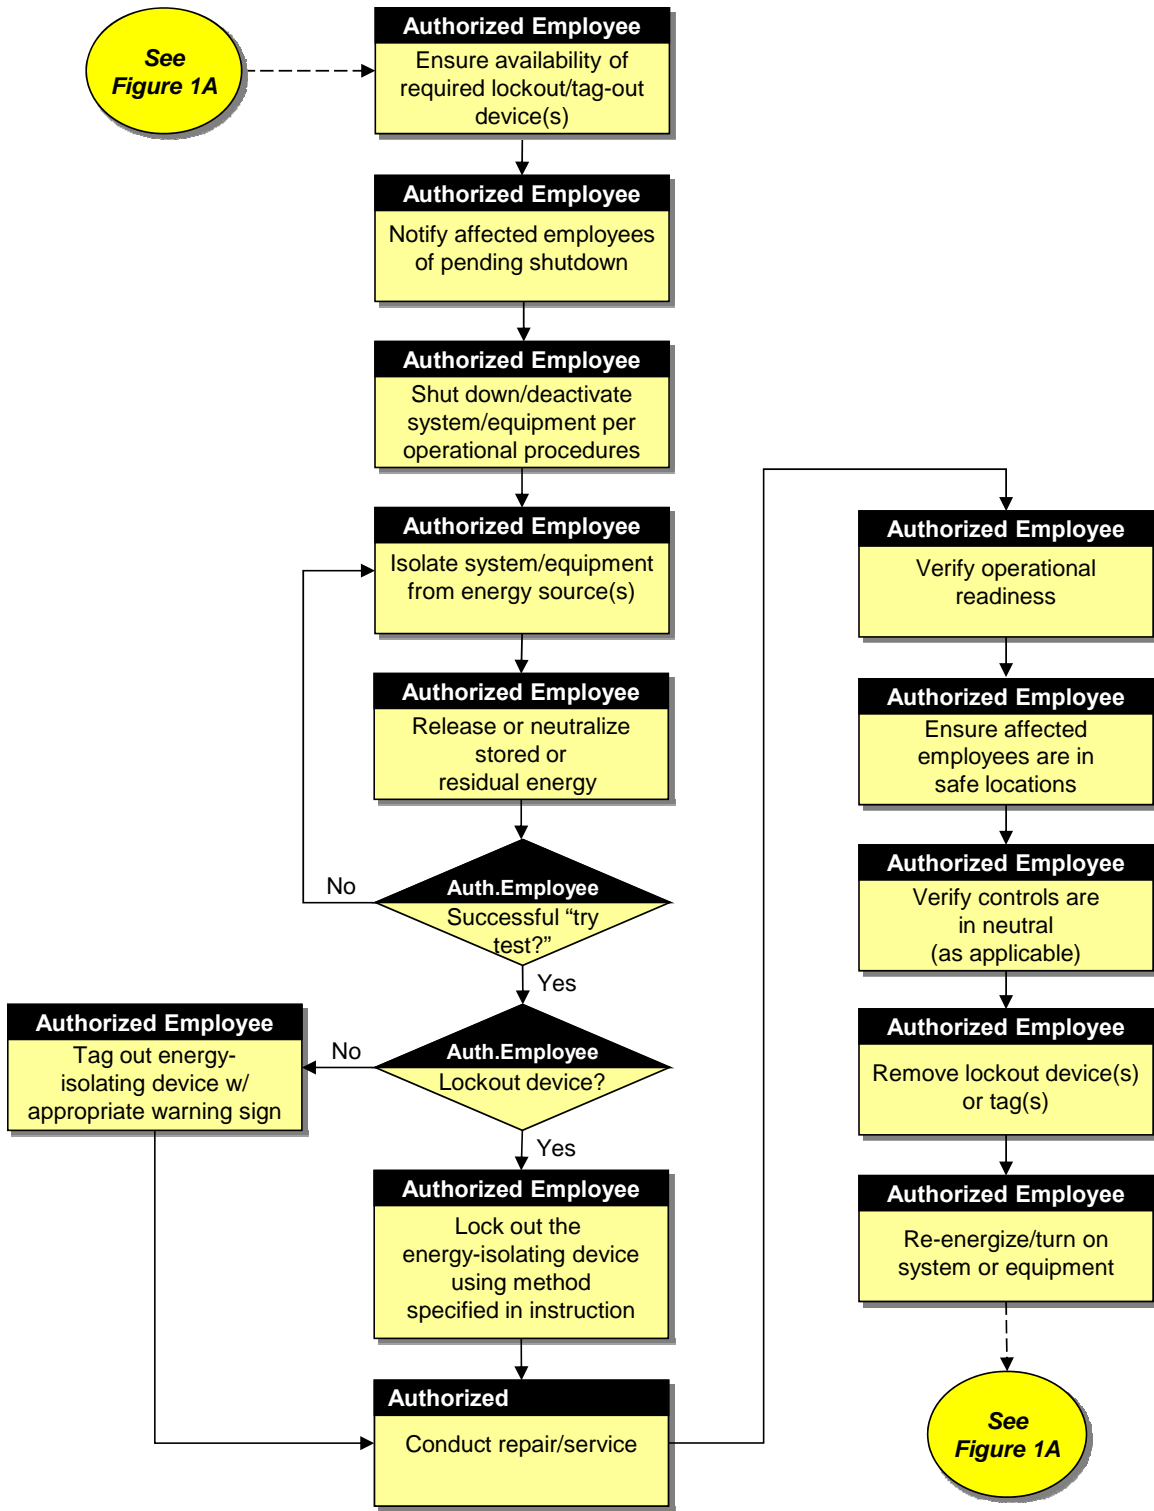 See
Figure 1A
Authorized Employee
Ensure availability of
required lockout/tag-out
device(s)
Authorized Employee
Notify affected employees
of pending shutdown
Authorized Employee
Shut down/deactivate
system/equipment per
operational procedures
Authorized Employee
Isolate system/equipment
from energy source(s)
Authorized Employee
Release or neutralize
stored or
residual energy
No
Auth.Employee
Successful “try
test?”
Yes
Auth.Employee
Lockout device?
No
Authorized Employee
Tag out energy-
isolating device w/
appropriate warning sign
Yes
Authorized Employee
Lock out the
energy-isolating device
using method
specified in instruction
Authorized
Conduct repair/service
Authorized Employee
Verify operational
readiness
Authorized Employee
Ensure affected
employees are in
safe locations
Authorized Employee
Verify controls are
in neutral
(as applicable)
Authorized Employee
Remove lockout device(s)
or tag(s)
Authorized Employee
Re-energize/turn on
system or equipment
See
Figure 1A